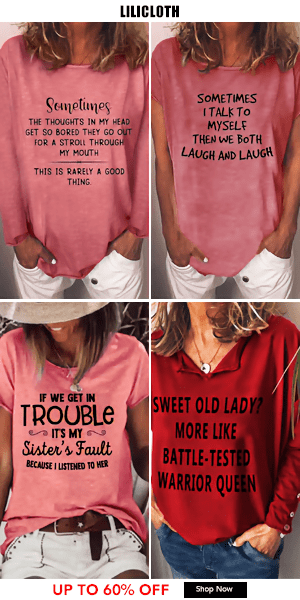 LILICLOTH
Sometimes
THE THOUGHTS IN MY HEAD
GET SO BORED THEY GO OUT
FOR A STROLL THROUGH
MY MOUTH
THIS IS RARELY A GOOD
THING.
SOMETIMES
I TALK TO
MYSELF
THEN WE BOTH
LAUGH AND LAUGH
IF WE GET IN
TROUBLE
IT'S MY
Sister's Fault
BECAUSE I LISTENED TO HER
SWEET OLD LADY?
MORE LIKE
BATTLE-TESTED
WARRIOR QUEEN
UP TO 60% OFF
Shop Now